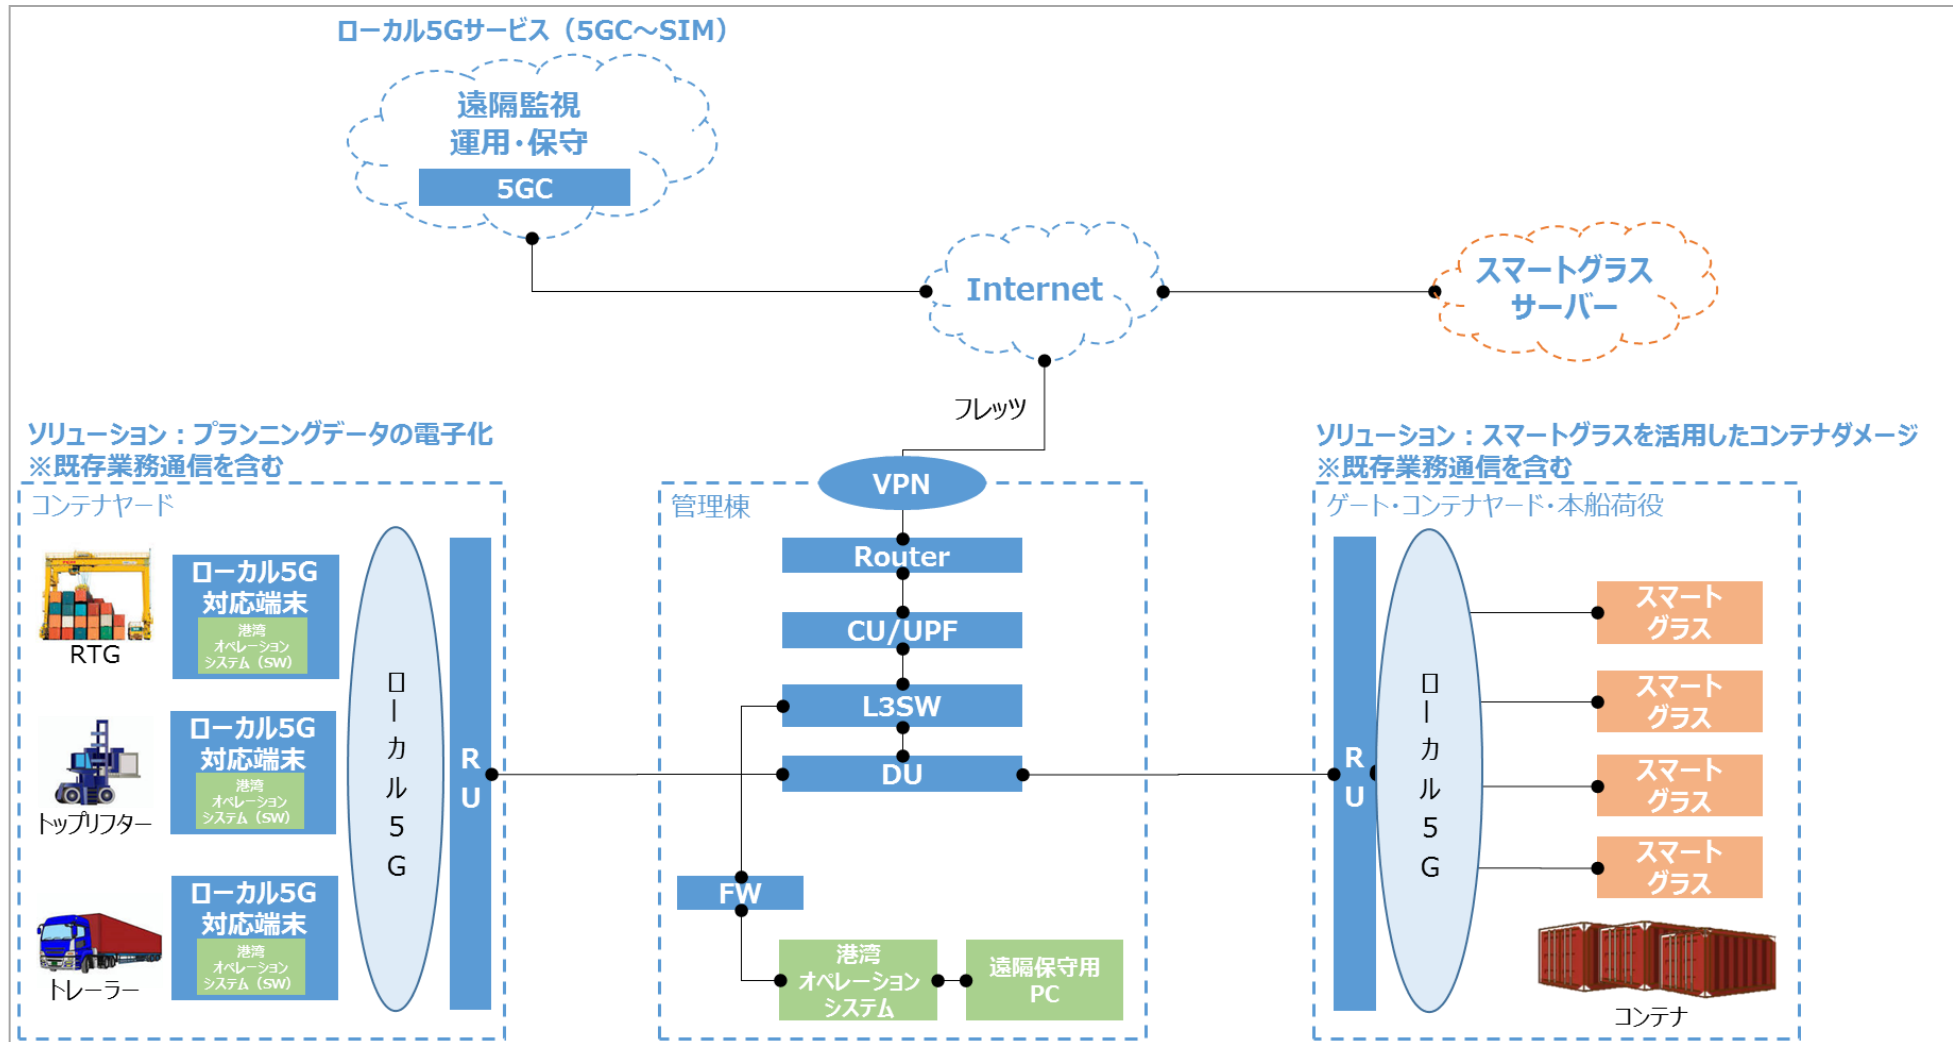 ローカル5Gサービス（5GC～SIM）
遠隔監視
運用・保守
5GC
Internet
スマートグラス
サーバー
フレッツ
ソリューション：プランニングデータの電子化
※既存業務通信を含む
コンテナヤード
RTG
ローカル5G
対応端末
港湾
オペレーション
システム（SW）
トップリフター
ローカル5G
対応端末
港湾
オペレーション
システム（SW）
トレーラー
ローカル5G
対応端末
港湾
オペレーション
システム（SW）
ローカル5G
RU
管理棟
VPN
Router
CU/UPF
L3SW
DU
FW
港湾
オペレーション
システム
遠隔保守用
PC
ソリューション：スマートグラスを活用したコンテナダメージ
※既存業務通信を含む
ゲート・コンテナヤード・本船荷役
RU
ローカル5G
スマート
グラス
スマート
グラス
スマート
グラス
スマート
グラス
コンテナ